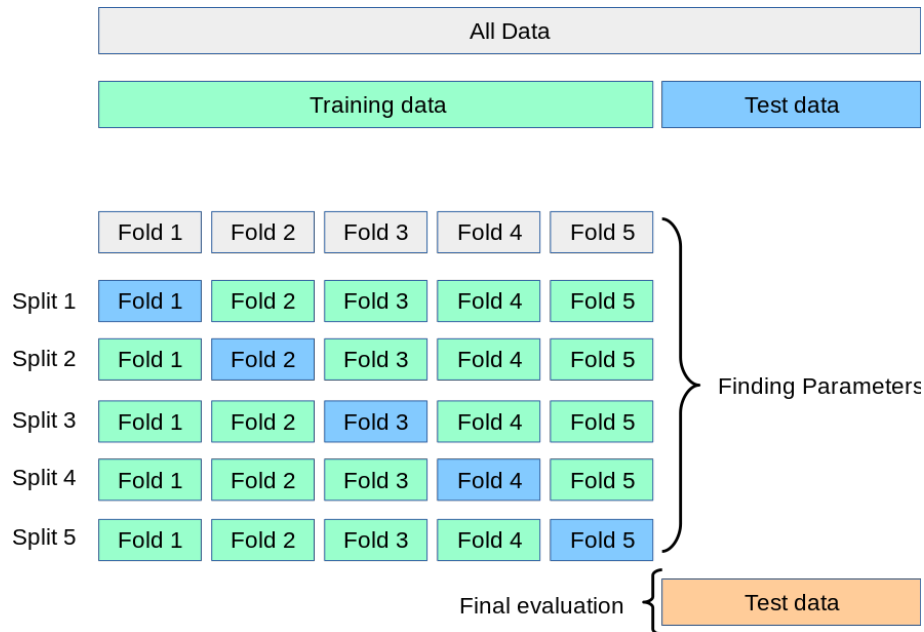 All Data
Training data Test data
Fold 1 Fold 2 Fold 3 Fold 4 Fold 5
Split 1 Fold 1 Fold 2 Fold 3 Fold 4 Fold 5
Split 2 Fold 1 Fold 2 Fold 3 Fold 4 Fold 5
Finding Parameters
Split 3 Fold 1 Fold 2 Fold 3 Fold 4 Fold 5
Split 4 Fold 1 Fold 2 Fold 3 Fold 4 Fold 5
Split 5 Fold 1 Fold 2 Fold 3 Fold 4 Fold 5
Final evaluation Test data